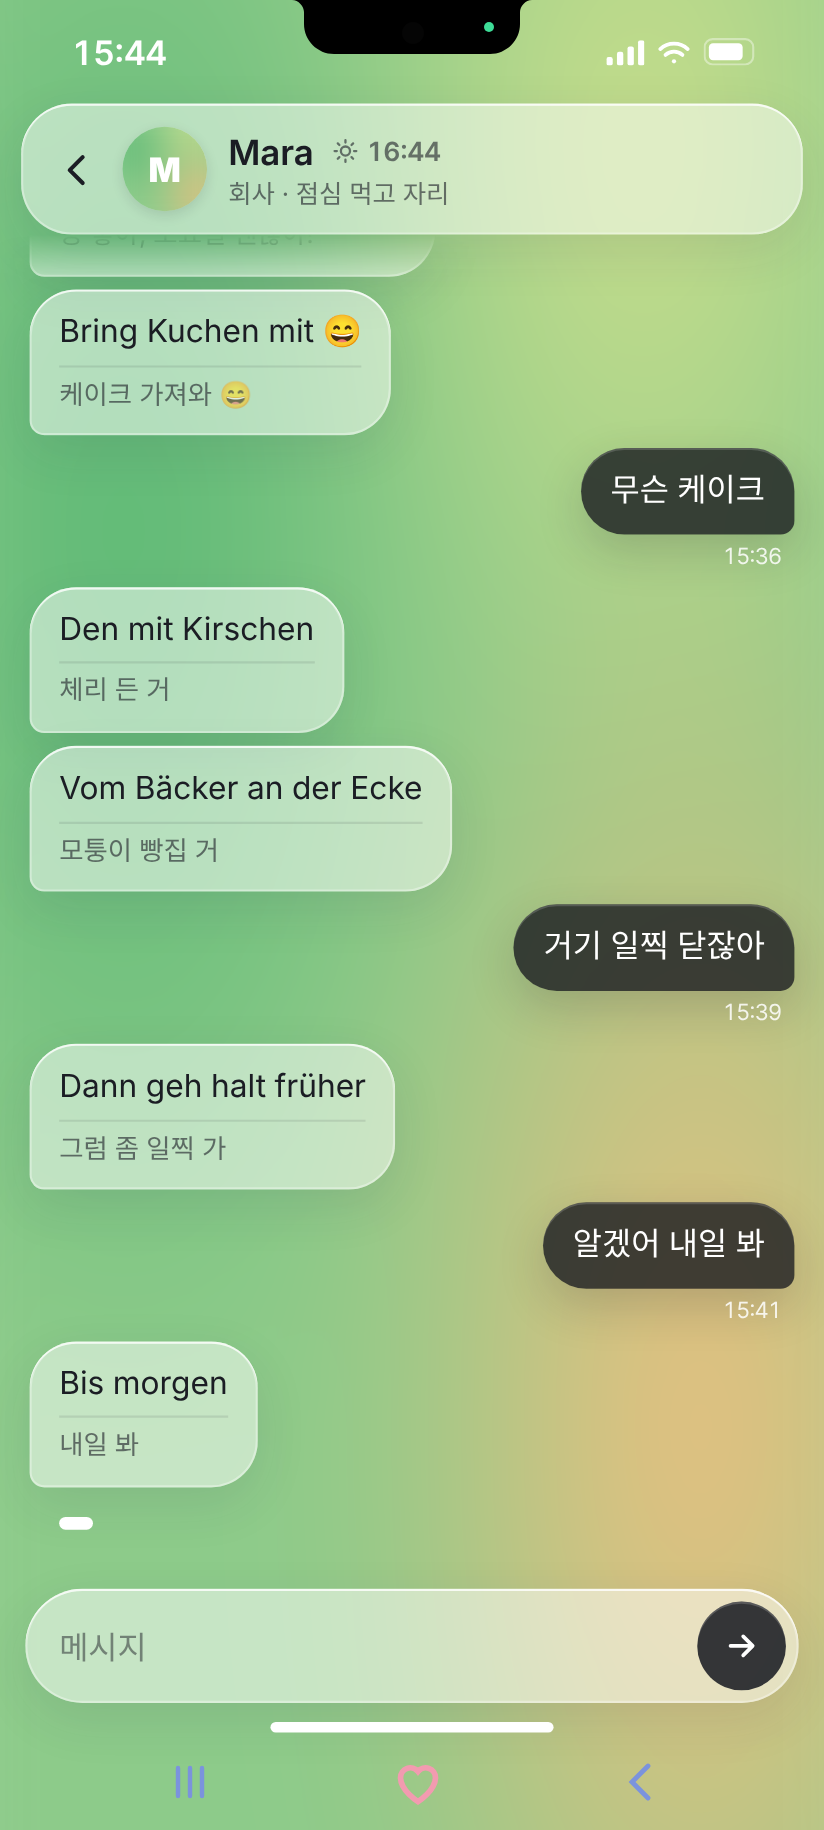 15:44
M
Mara 16:44
회사 · 점심 먹고 자리
Bring Kuchen mit 😄
케이크 가져와 😄
무슨 케이크
15:36
Den mit Kirschen
체리 든 거
Vom Bäcker an der Ecke
모퉁이 빵집 거
거기 일찍 닫잖아
15:39
Dann geh halt früher
그럼 좀 일찍 가
알겠어 내일 봐
15:41
Bis morgen
내일 봐
메시지